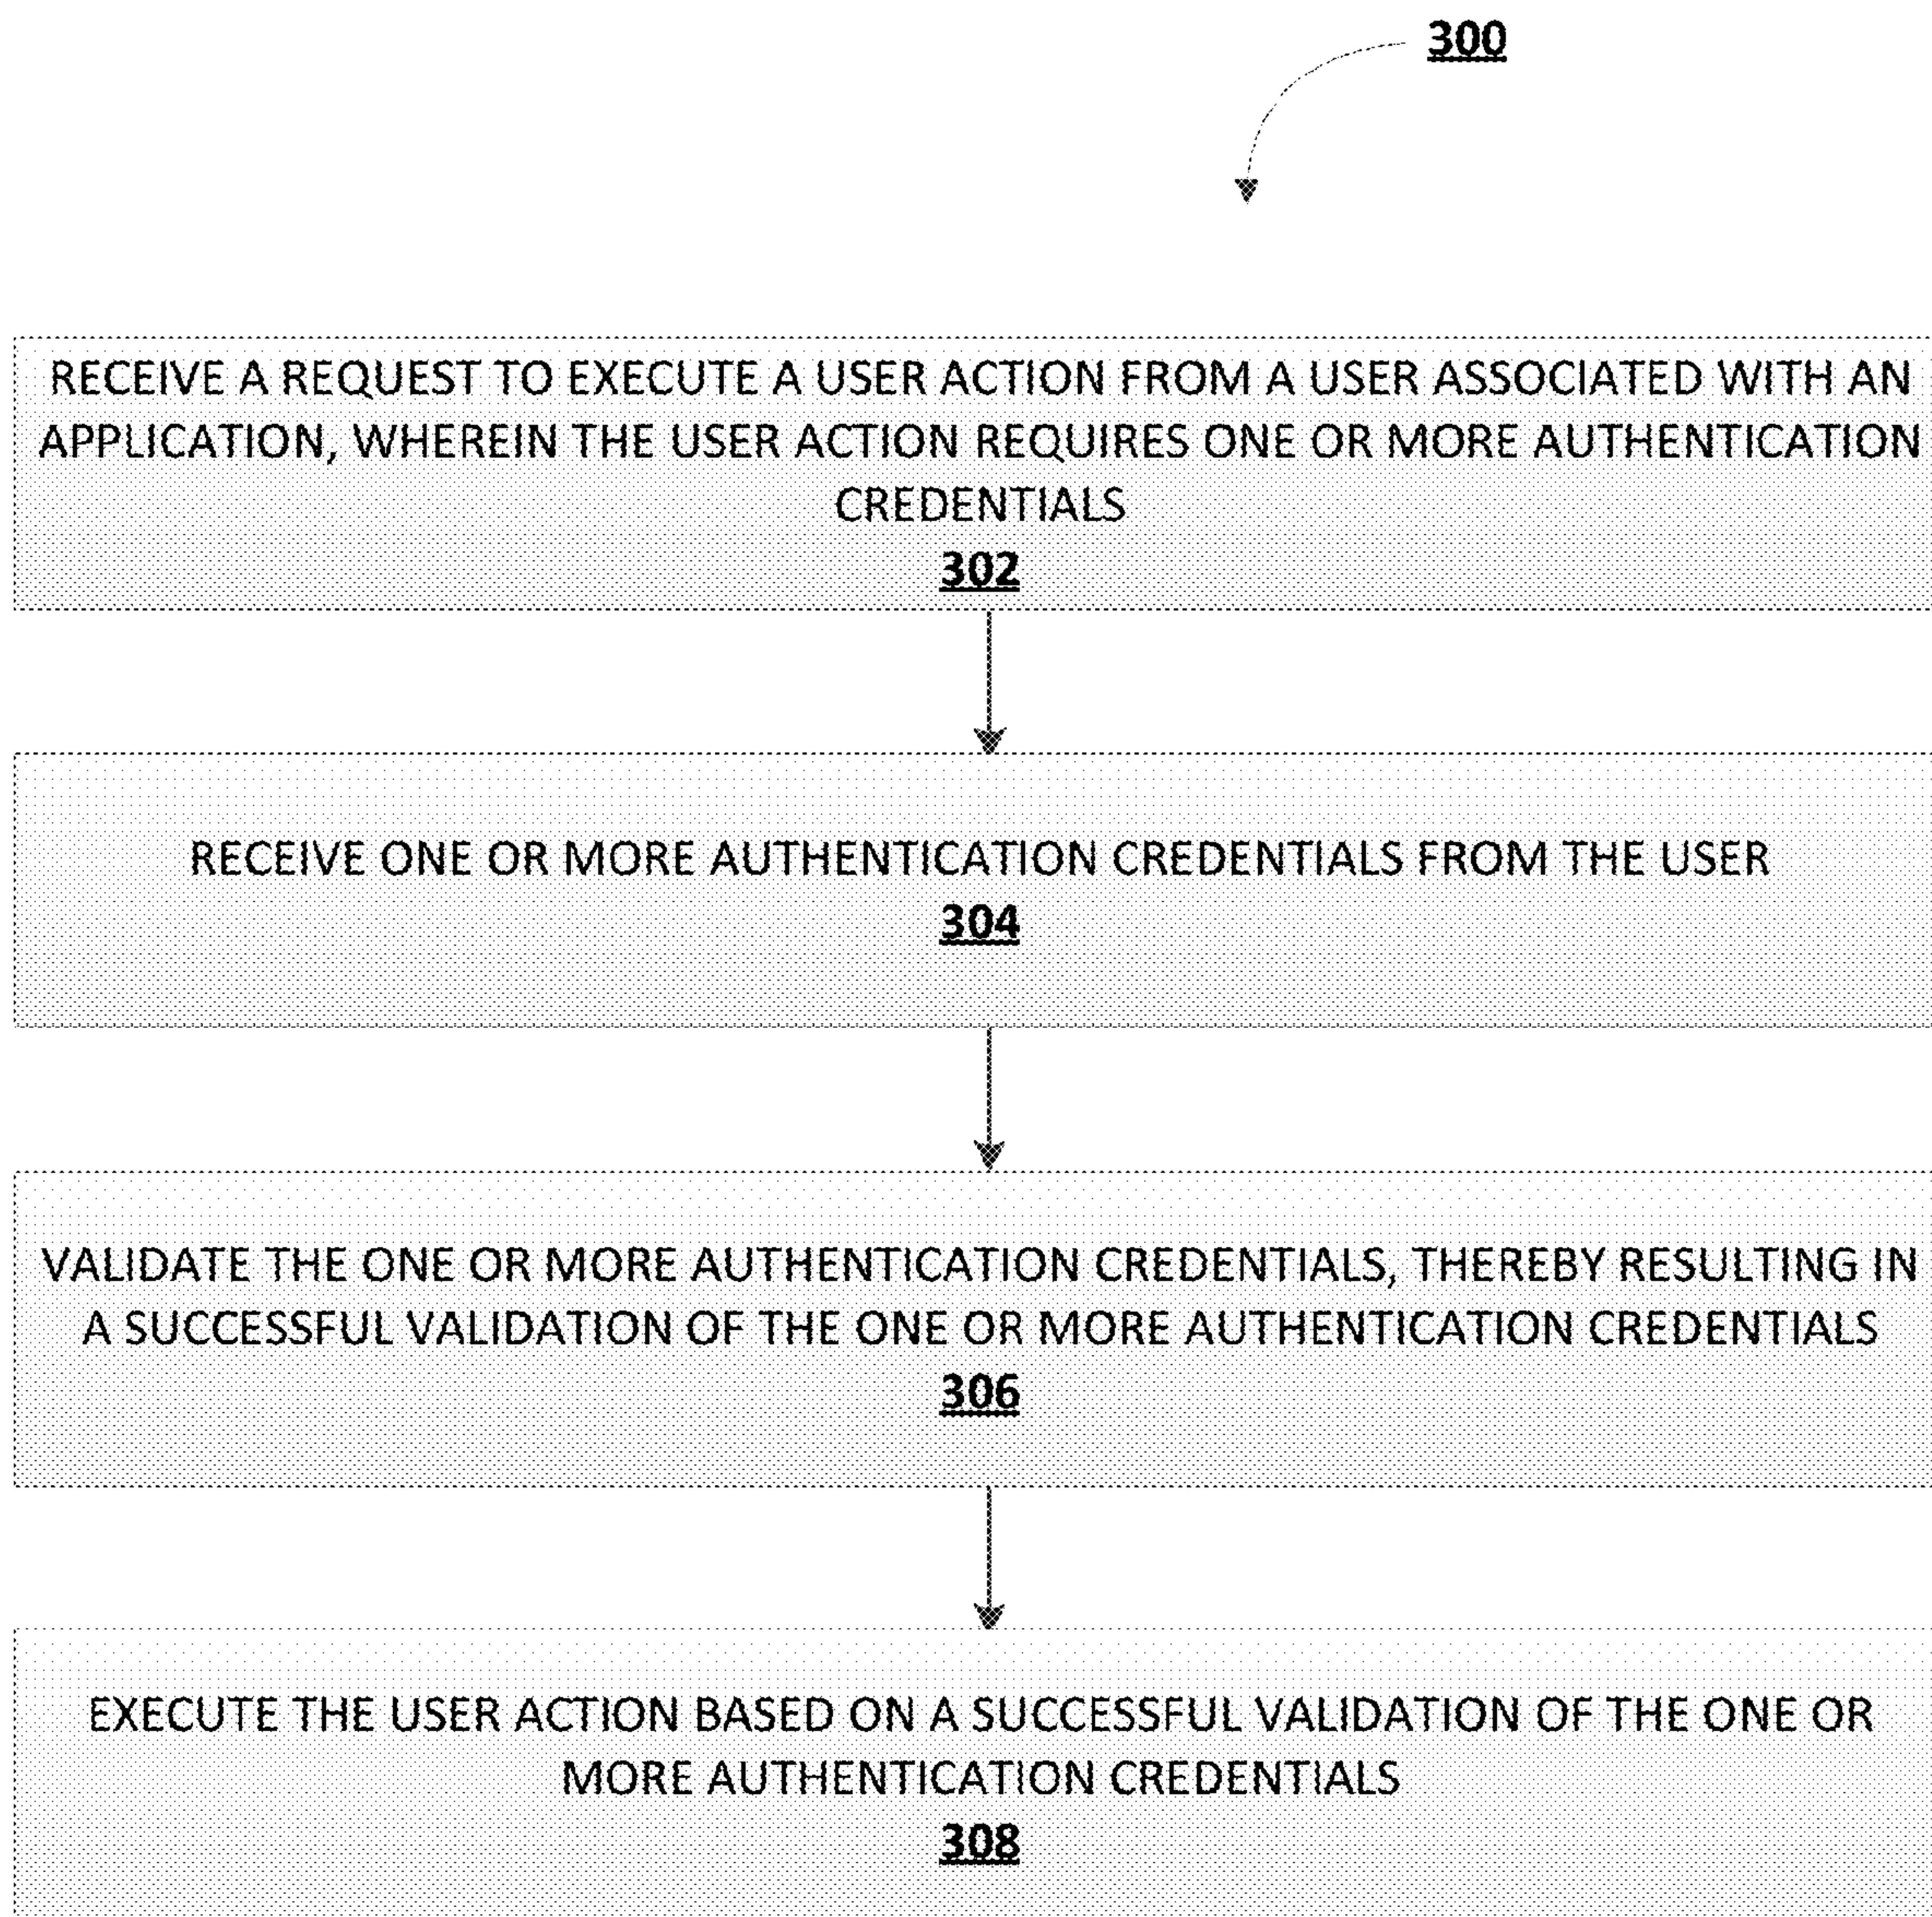 300
RECEIVE A REQUEST TO EXECUTE A USER ACTION FROM A USER ASSOCIATED WITH AN
APPLICATION, WHEREIN THE USER ACTION REQUIRES ONE OR MORE AUTHENTICATION
CREDENTIALS
302
RECEIVE ONE OR MORE AUTHENTICATION CREDENTIALS FROM THE USER
304
VALIDATE THE ONE OR MORE AUTHENTICATION CREDENTIALS, THEREBY RESULTING IN
A SUCCESSFUL VALIDATION OF THE ONE OR MORE AUTHENTICATION CREDENTIALS
306
EXECUTE THE USER ACTION BASED ON A SUCCESSFUL VALIDATION OF THE ONE OR
MORE AUTHENTICATION CREDENTIALS
308